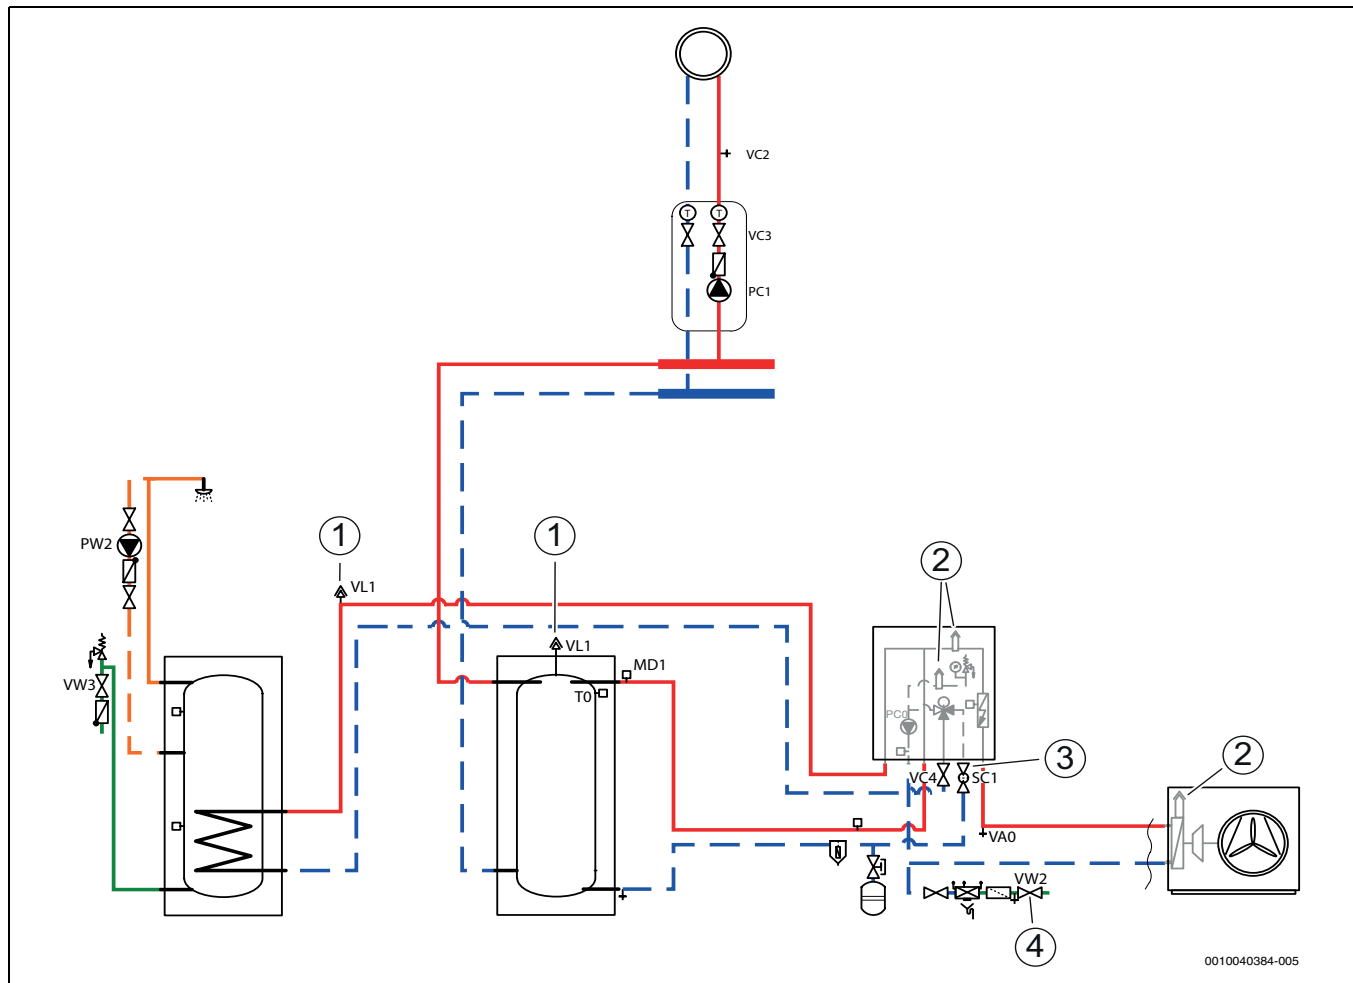 VC2
T T
VC3
PC1
1
1
2
PW2
VL1
VL1
MD1
VW3
T0
PC0
3
2
VC4
SC1
VA0
VW2
4
0010040384-005